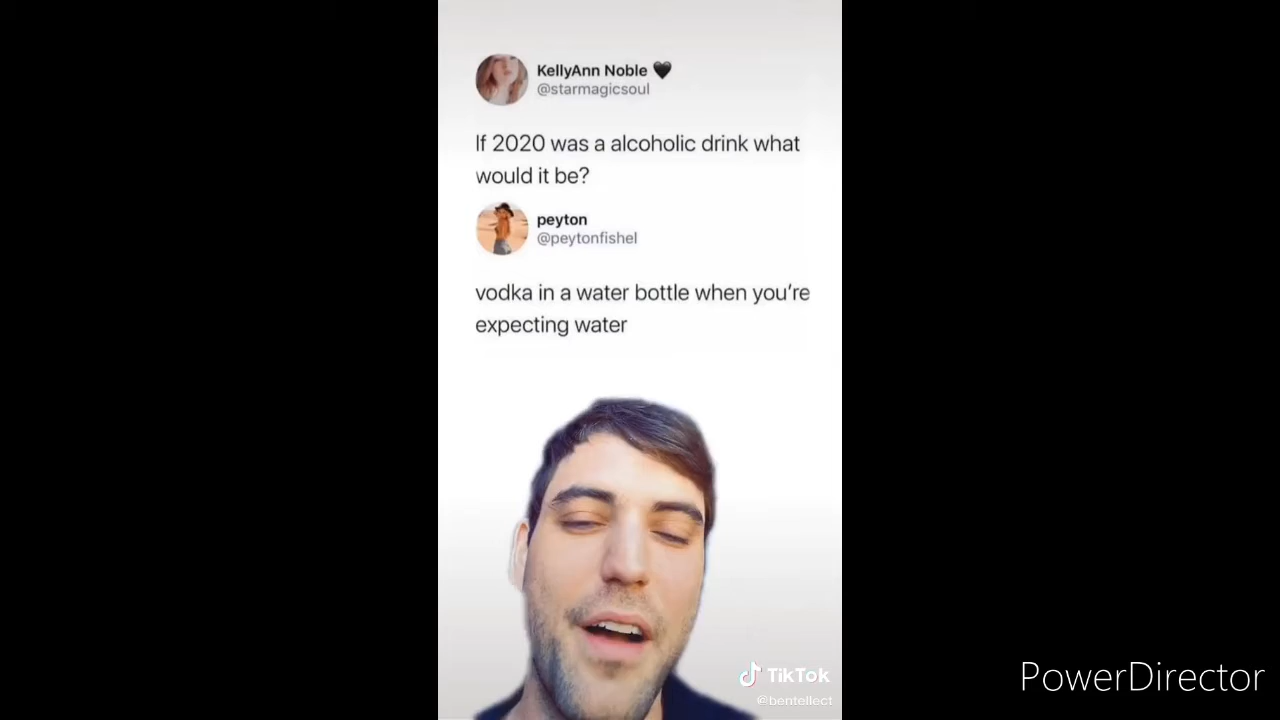 KellyAnn Noble 🖤
@starmagicsoul
If 2020 was a alcoholic drink what
would it be?
peyton
@peytonfishel
vodka in a water bottle when you're
expecting water
TikTok
@bentellect
PowerDirector